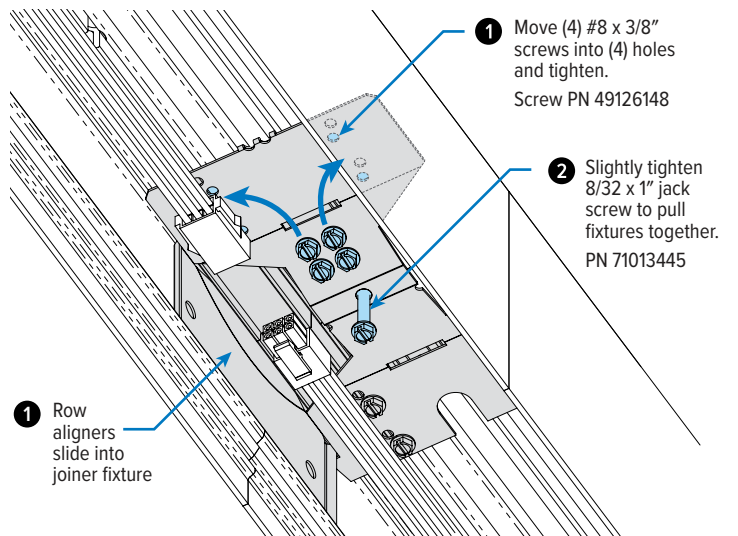 1 Move (4) #8 x 3/8″
screws into (4) holes
and tighten.
Screw PN 49126148
2 Slightly tighten
8/32 x 1″ jack
screw to pull
fixtures together.
PN 71013445
1 Row
aligners
slide into
joiner fixture